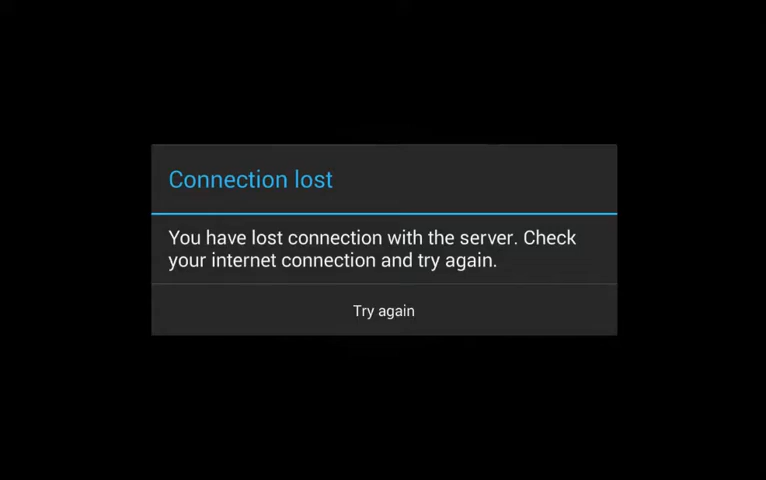 Connection lost
You have lost connection with the server. Check
your internet connection and try again.
Try again